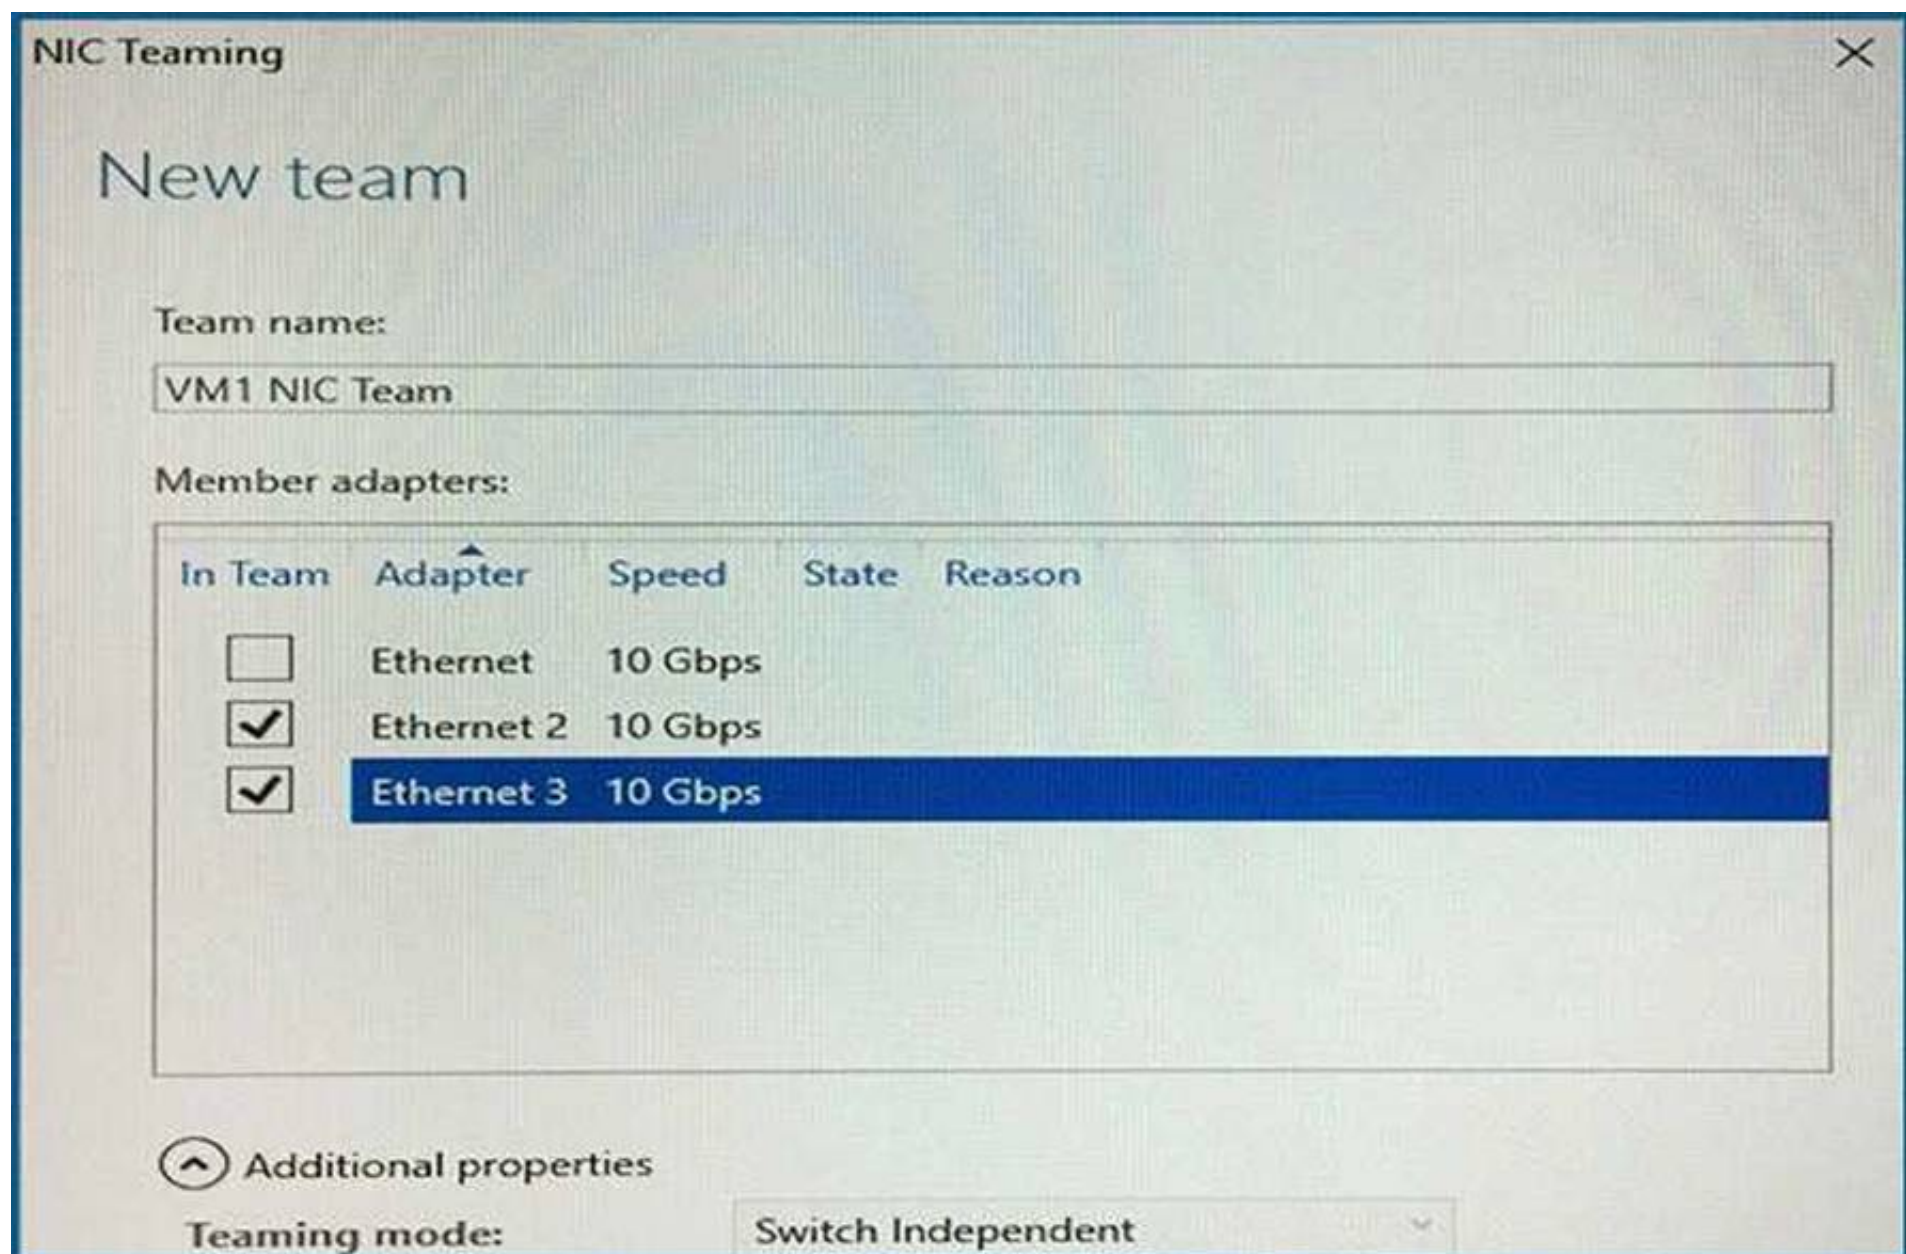 NIC Teaming
New team
Team name:
VM1 NIC Team
Member adapters:
In Team Adapter Speed State Reason
Ethernet 10 Gbps
Ethernet 2 10 Gbps
Ethernet 3 10 Gbps
Additional properties
Teaming mode: Switch Independent